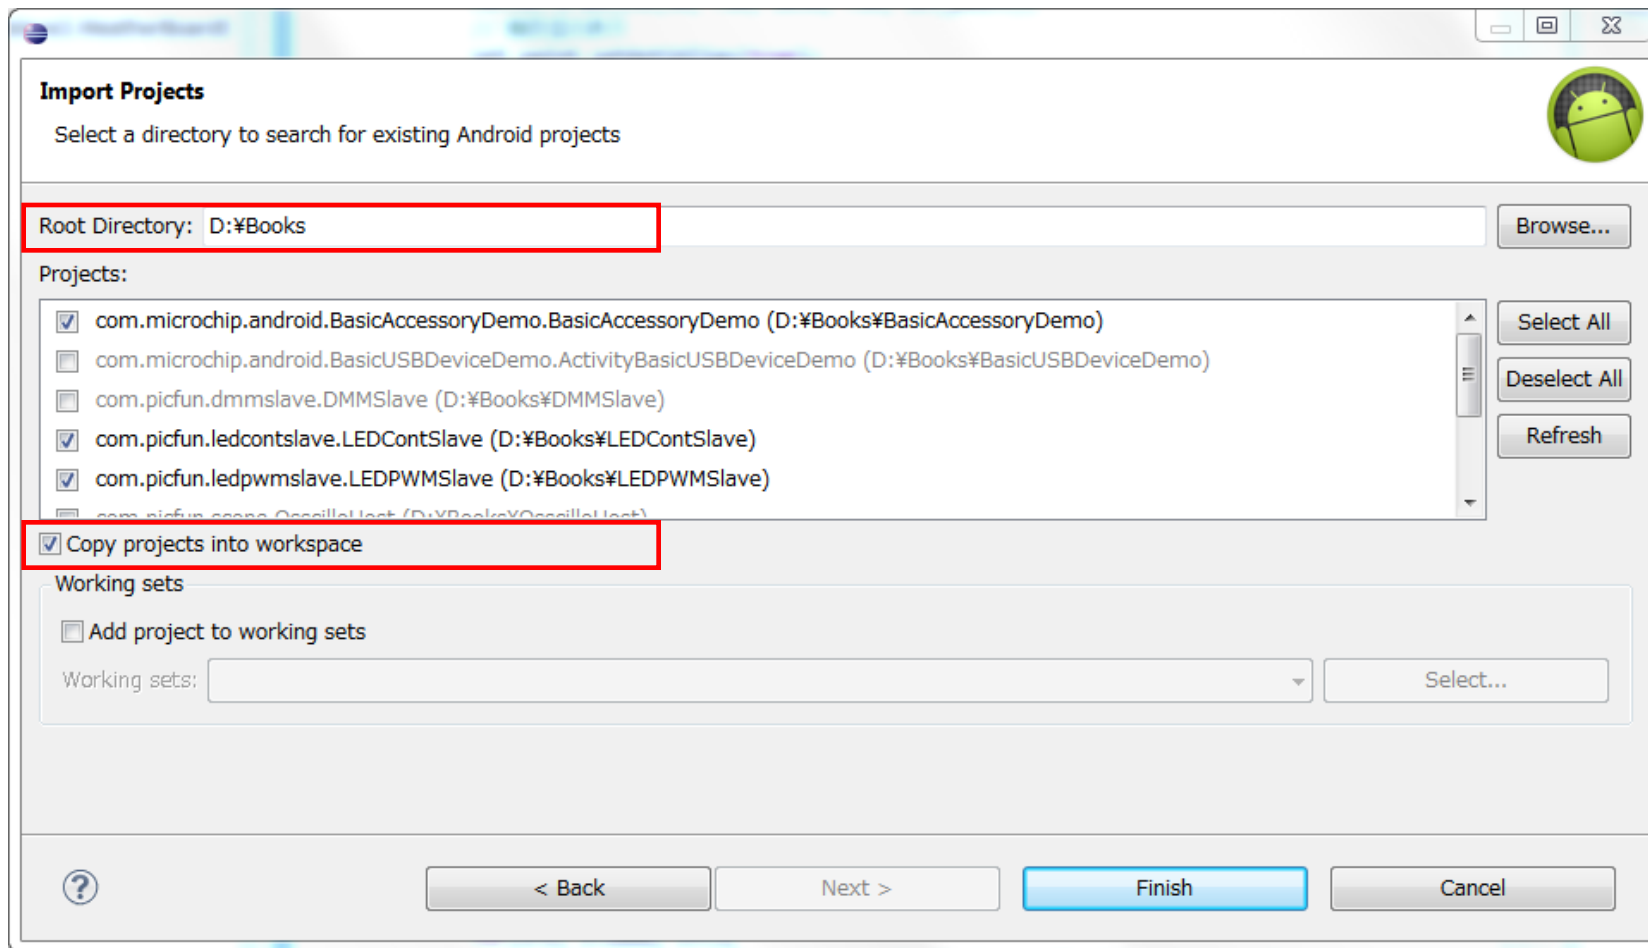 Import Projects
Select a directory to search for existing Android projects
Root Directory: D:¥Books Browse...
Projects:
com.microchip.android.BasicAccessoryDemo.BasicAccessoryDemo (D:¥Books¥BasicAccessoryDemo)
Select All
com.microchip.android.BasicUSBDeviceDemo.ActivityBasicUSBDeviceDemo (D:¥Books¥BasicUSBDeviceDemo)
Deselect All
com.picfun.dmmslave.DMMSlave (D:¥Books¥DMMSlave)
com.picfun.ledcontslave.LEDContSlave (D:¥Books¥LEDContSlave)
Refresh
com.picfun.ledpwmslave.LEDPWMSlave (D:¥Books¥LEDPWMSlave)
Copy projects into workspace
Working sets
Add project to working sets
Working sets: Select...
? < Back Next > Finish Cancel